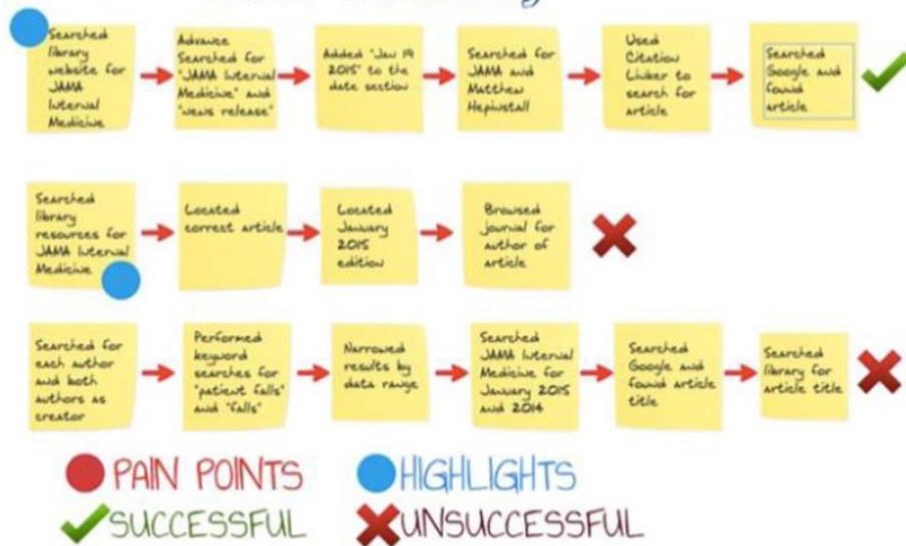 Searched
library
website for
JAMA
Internal
Medicine
Advance
Searched for
"JAMA Internal
Medicine" and
"news release"
Added "Jan 19
2015" to the
date section
Searched for
JAMA and
Matthew
Hepinstall
Used
Citation
Linker to
search for
article
Searched
Google and
found
article
Searched
library
resources for
JAMA Internal
Medicine
Located
correct article
Located
January
2015
edition
Browsed
journal for
author of
article
Searched for
each author
and both
authors as
creator
Performed
keyword
searches for
"patient falls"
and "falls"
Narrowed
results by
data range
Searched
JAMA Internal
Medicine for
January 2015
and 2014
Searched
Google and
found article
title
Searched
library for
article title
PAIN POINTS
HIGHLIGHTS
SUCCESSFUL
UNSUCCESSFUL